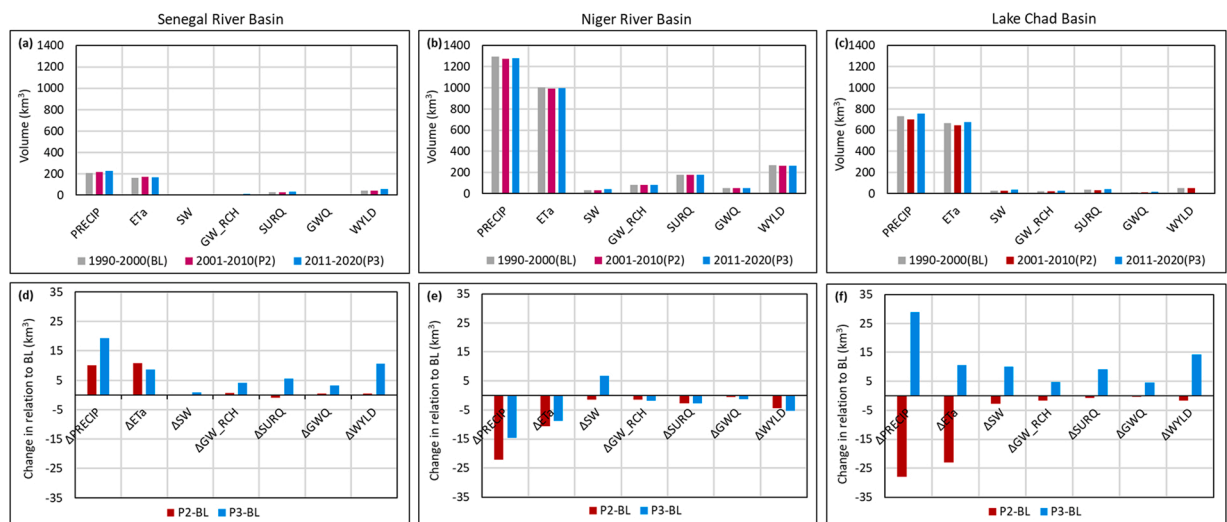 Senegal River Basin
Niger River Basin
Lake Chad Basin
(a)
1400
1200
1000
800
600
400
200
0
Volume (km³)
PRECIP
ETa
SW
GW_RCH
SURQ
GWQ
WYLD
1990-2000(BL) 2001-2010(P2) 2011-2020(P3)
(b)
1400
1200
1000
800
600
400
200
0
Volume (km³)
PRECIP
ETa
SW
GW_RCH
SURQ
GWQ
WYLD
1990-2000(BL) 2001-2010(P2) 2011-2020(P3)
(c)
1400
1200
1000
800
600
400
200
0
Volume (km³)
PRECIP
ETa
SW
GW_RCH
SURQ
GWQ
WYLD
1990-2000(BL) 2001-2010(P2) 2011-2020(P3)
(d)
35
25
15
5
-5
-15
-25
-35
Change in relation to BL (km³)
ΔPRECIP
ΔETa
ΔSW
ΔGW_RCH
ΔSURQ
ΔGWQ
ΔWYLD
P2-BL P3-BL
(e)
35
25
15
5
-5
-15
-25
-35
Change in relation to BL (km³)
ΔPRECIP
ΔETa
ΔSW
ΔGW_RCH
ΔSURQ
ΔGWQ
ΔWYLD
P2-BL P3-BL
(f)
35
25
15
5
-5
-15
-25
-35
Change in relation to BL (km³)
ΔPRECIP
ΔETa
ΔSW
ΔGW_RCH
ΔSURQ
ΔGWQ
ΔWYLD
P2-BL P3-BL